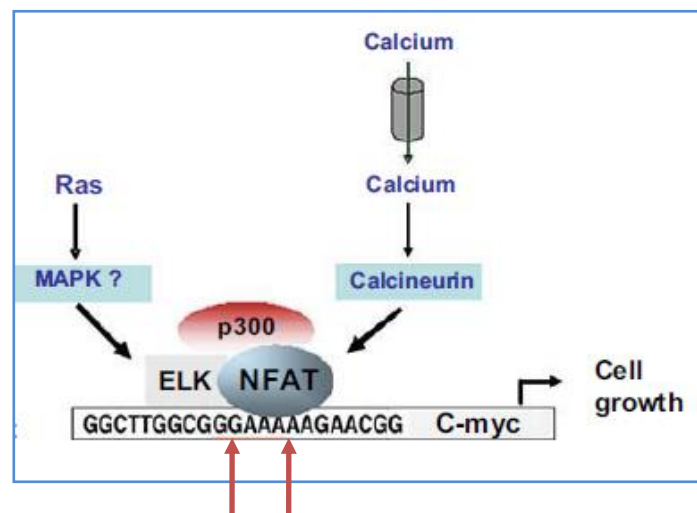 Calcium
Ras
Calcium
MAPK ?
Calcineurin
p300
ELK
NFAT
Cell
growth
GGCTTGGCGGGAAAAAGAACGG
C-myc
: